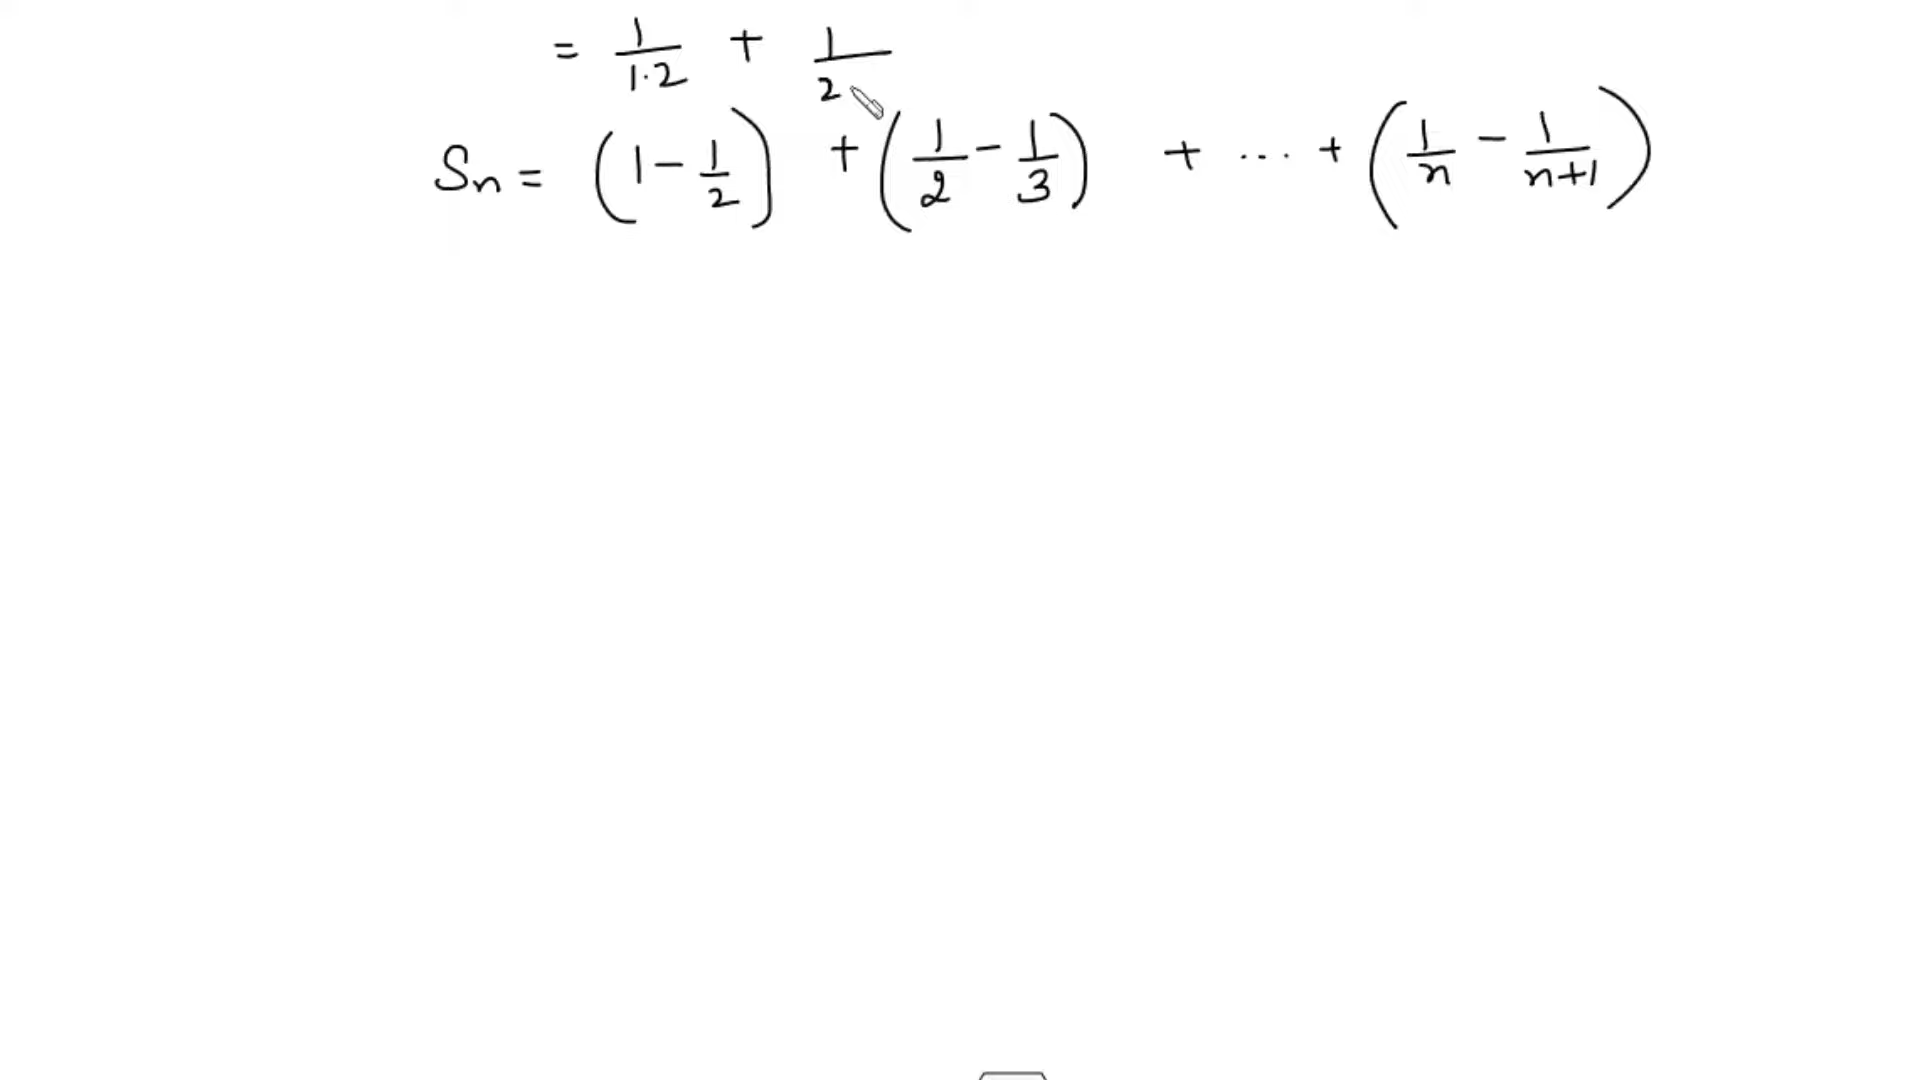 = 1/1·2 + 1/2
Sn = (1 - 1/2) + (1/2 - 1/3) + ... + (1/n - 1/n+1)